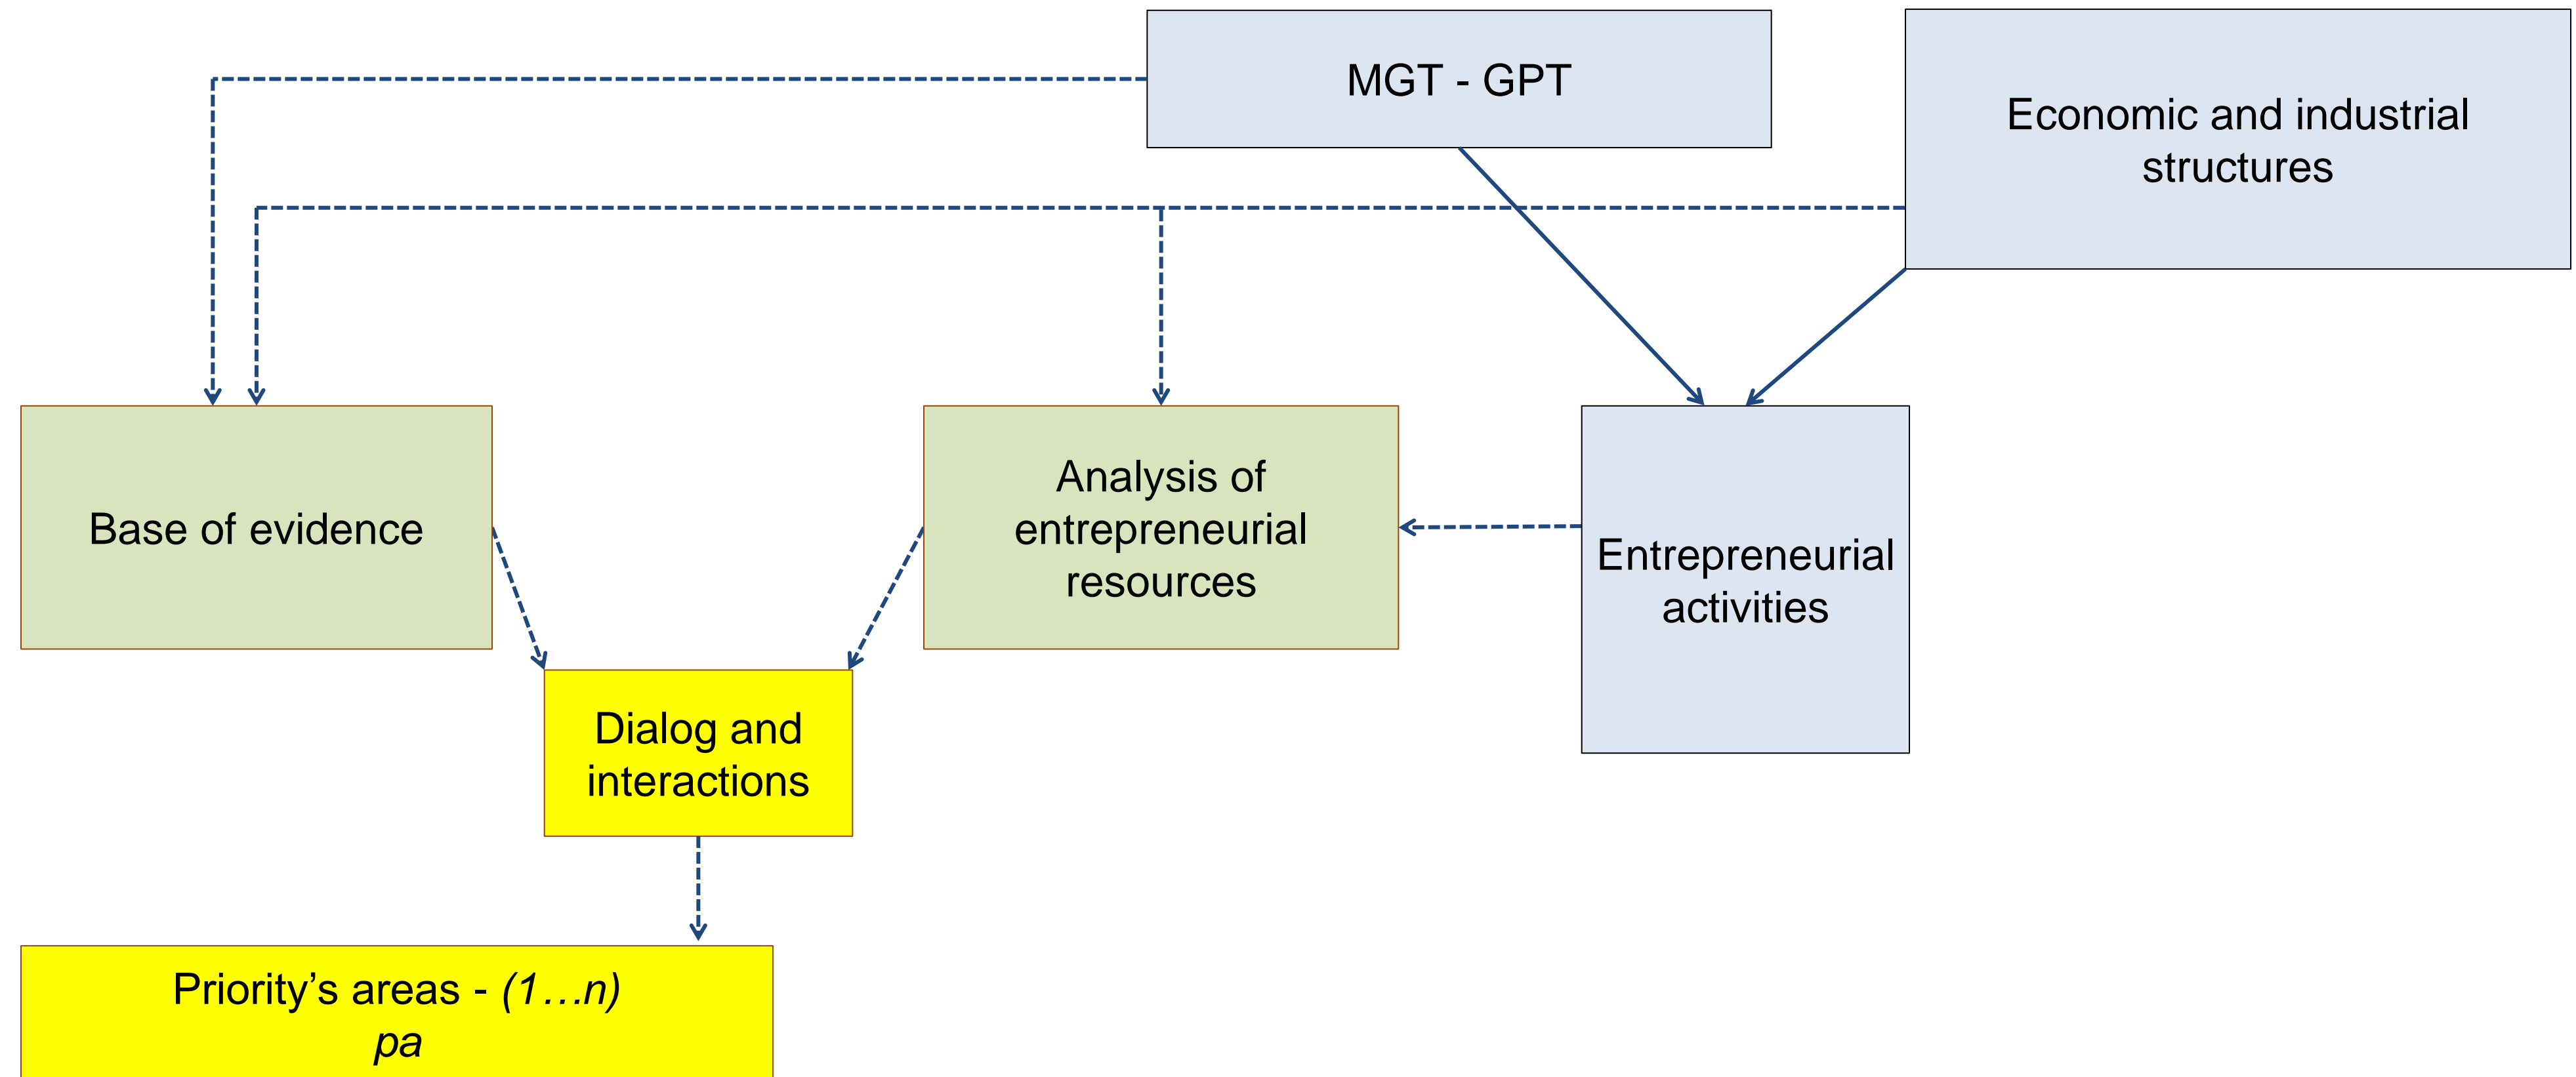 MGT - GPT
Economic and industrial
structures
Base of evidence
Analysis of
entrepreneurial
resources
Entrepreneurial
activities
Dialog and
interactions
Priority’s areas - (1…n)
pa